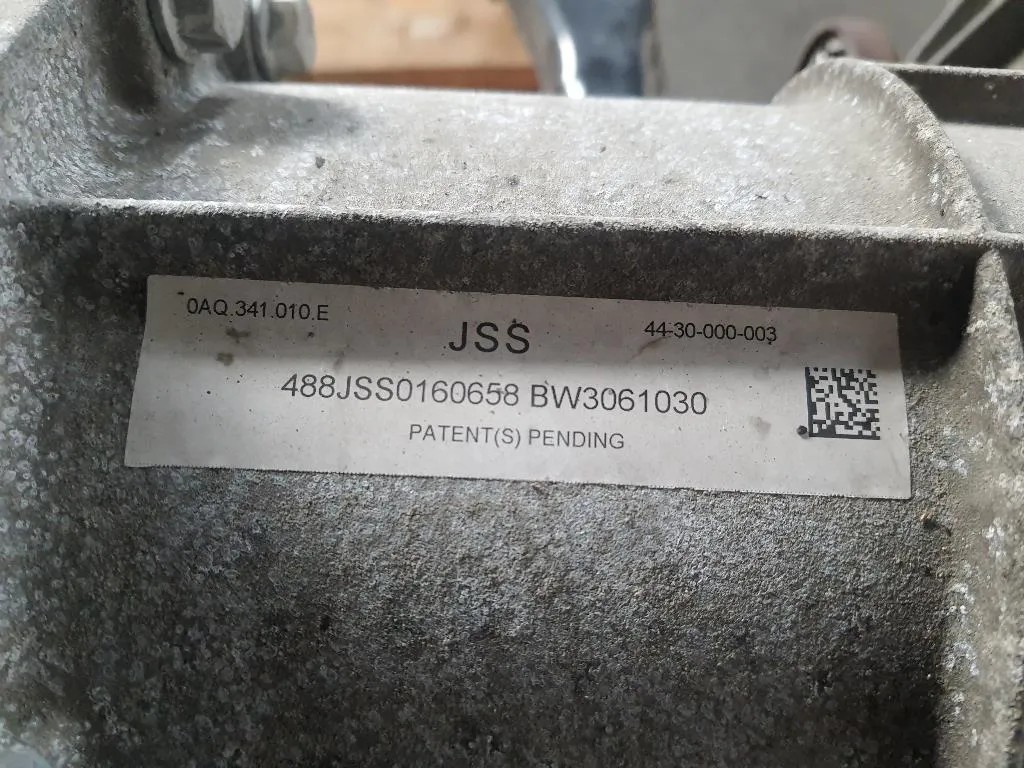 0AQ.341.010.E
JSS
44-30-000-003
488JSS0160658 BW3061030
PATENT(S) PENDING